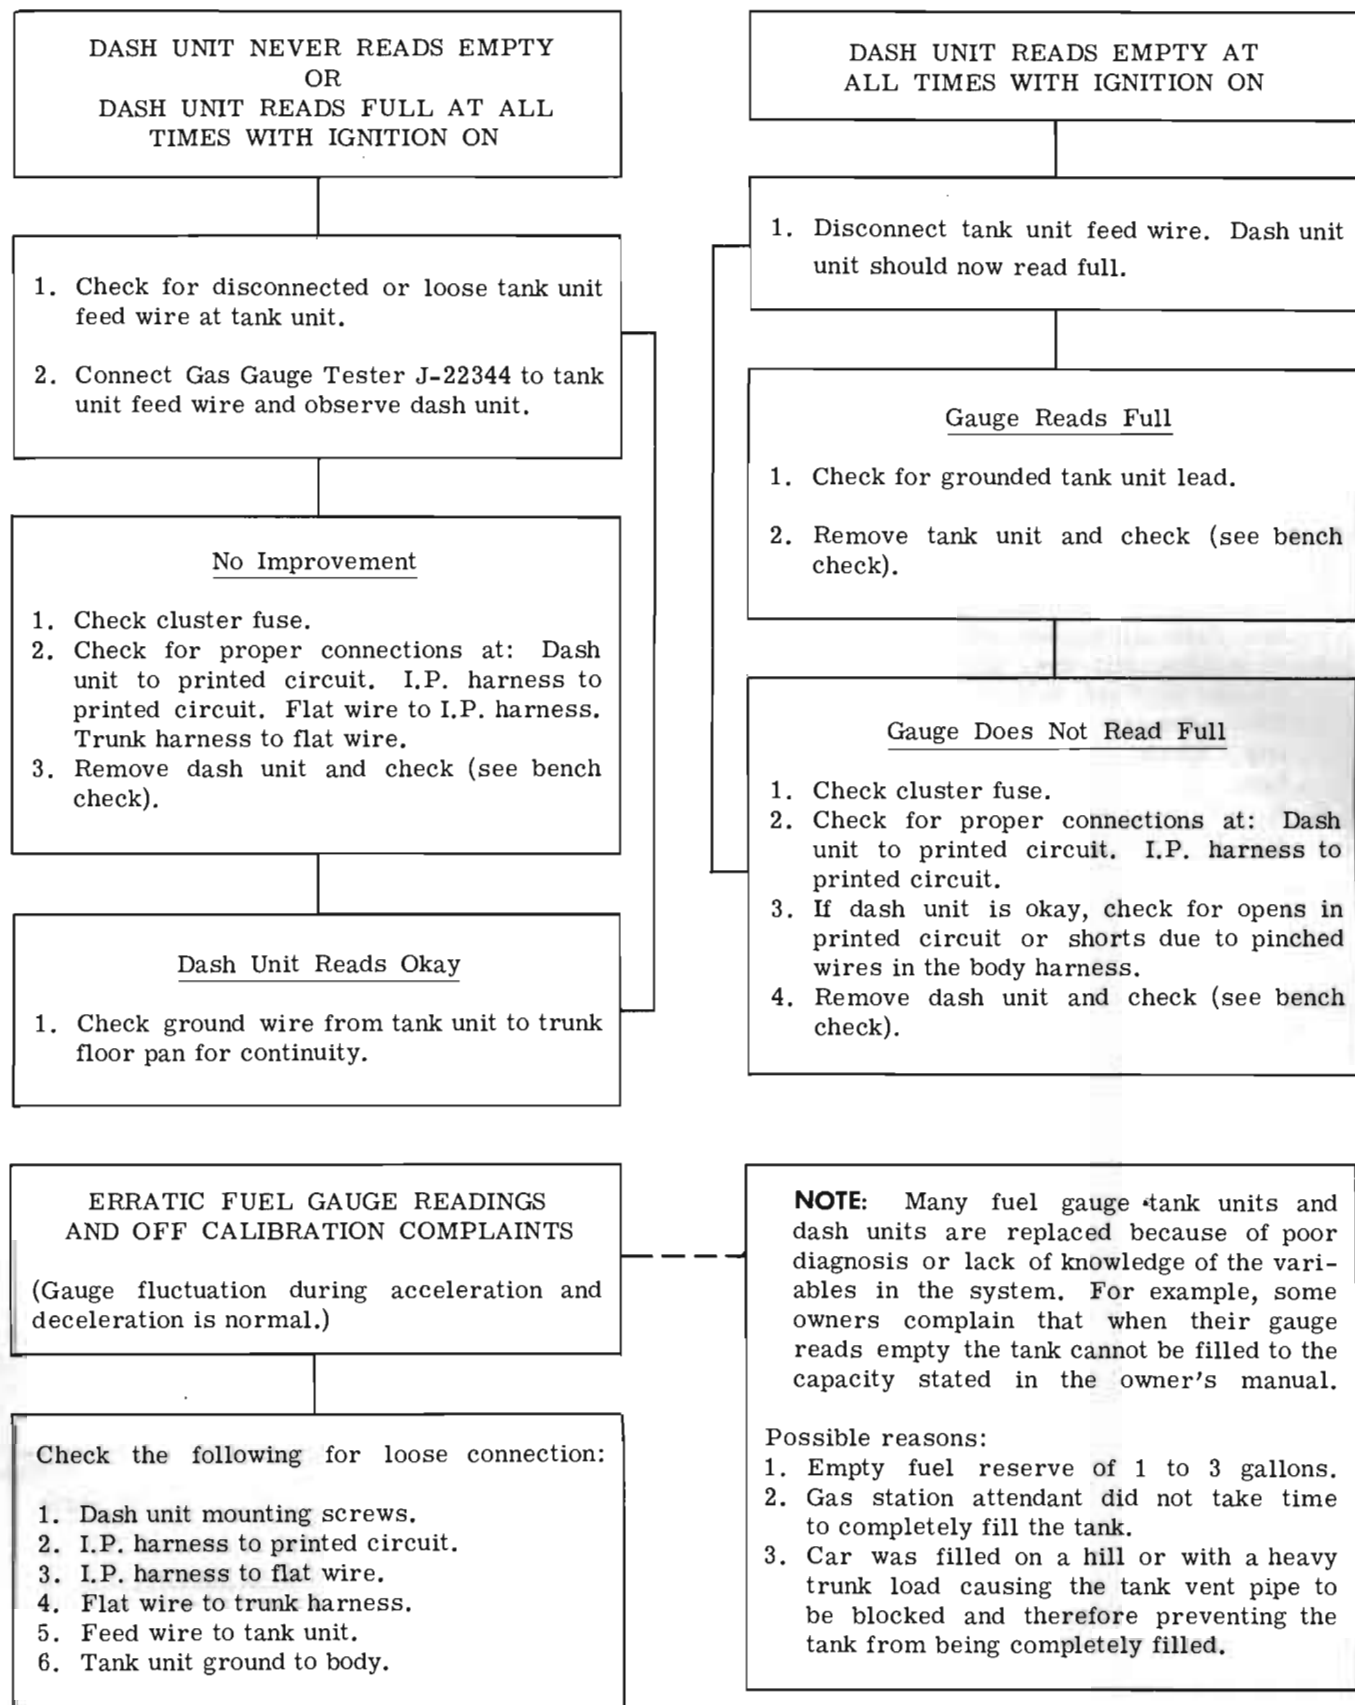 DASH UNIT NEVER READS EMPTY
OR
DASH UNIT READS FULL AT ALL
TIMES WITH IGNITION ON
1. Check for disconnected or loose tank unit
feed wire at tank unit.
2. Connect Gas Gauge Tester J-22344 to tank
unit feed wire and observe dash unit.
No Improvement
1. Check cluster fuse.
2. Check for proper connections at: Dash
unit to printed circuit. I.P. harness to
printed circuit. Flat wire to I.P. harness.
Trunk harness to flat wire.
3. Remove dash unit and check (see bench
check).
Dash Unit Reads Okay
1. Check ground wire from tank unit to trunk
floor pan for continuity.
DASH UNIT READS EMPTY AT
ALL TIMES WITH IGNITION ON
1. Disconnect tank unit feed wire. Dash unit
unit should now read full.
Gauge Reads Full
1. Check for grounded tank unit lead.
2. Remove tank unit and check (see bench
check).
Gauge Does Not Read Full
1. Check cluster fuse.
2. Check for proper connections at: Dash
unit to printed circuit. I.P. harness to
printed circuit.
3. If dash unit is okay, check for opens in
printed circuit or shorts due to pinched
wires in the body harness.
4. Remove dash unit and check (see bench
check).
ERRATIC FUEL GAUGE READINGS
AND OFF CALIBRATION COMPLAINTS
(Gauge fluctuation during acceleration and
deceleration is normal.)
Check the following for loose connection:
1. Dash unit mounting screws.
2. I.P. harness to printed circuit.
3. I.P. harness to flat wire.
4. Flat wire to trunk harness.
5. Feed wire to tank unit.
6. Tank unit ground to body.
NOTE: Many fuel gauge tank units and
dash units are replaced because of poor
diagnosis or lack of knowledge of the vari-
ables in the system. For example, some
owners complain that when their gauge
reads empty the tank cannot be filled to the
capacity stated in the owner's manual.
Possible reasons:
1. Empty fuel reserve of 1 to 3 gallons.
2. Gas station attendant did not take time
to completely fill the tank.
3. Car was filled on a hill or with a heavy
trunk load causing the tank vent pipe to
be blocked and therefore preventing the
tank from being completely filled.